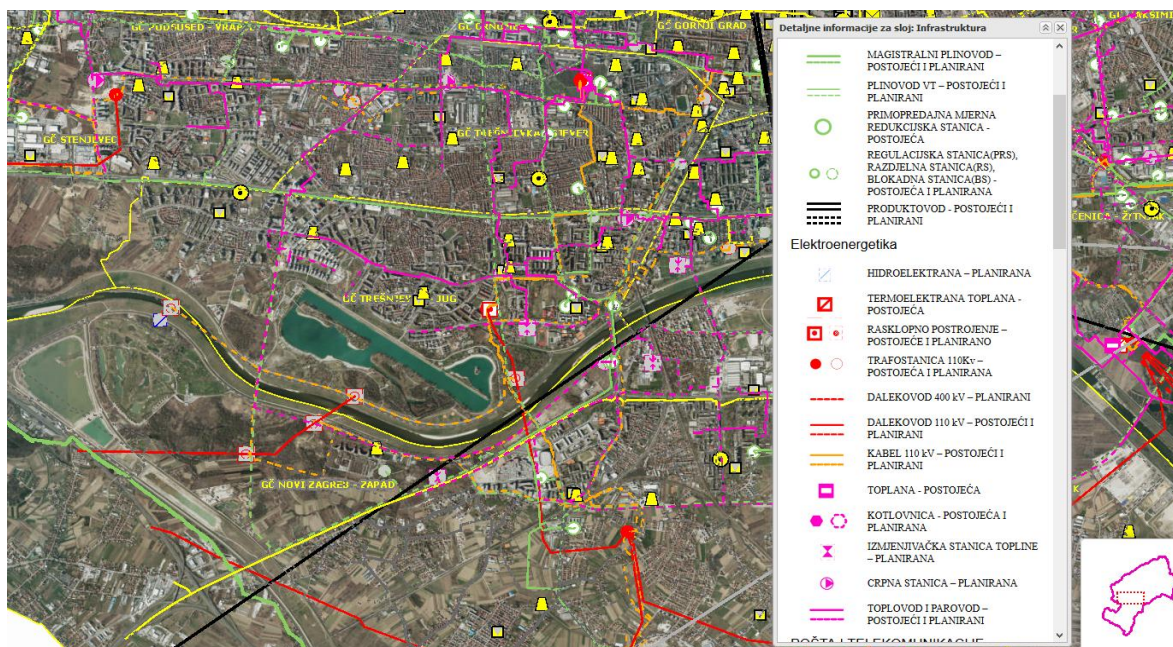 GČ PODSUSED - VRAP
GČ GORNJI GRAD
GČ STENJEVEC
GČ NOVI ZAGREB - ZAPAD
Detaljne informacije za sloj: Infrastruktura
MAGISTRALNI PLINOVOD –
POSTOJEĆI I PLANIRANI
PLINOVOD VT – POSTOJEĆI I
PLANIRANI
PRIMOPREDAJNA MJERNA
REDUKCIJSKA STANICA -
POSTOJEĆA
REGULACIJSKA STANICA(PRS),
RAZDJELNA STANICA(RS),
BLOKADNA STANICA(BS) -
POSTOJEĆA I PLANIRANA
PRODUKTOVOD - POSTOJEĆI I
PLANIRANI
Elektroenergetika
HIDROELEKTRANA – PLANIRANA
TERMOELEKTRANA TOPLANA -
POSTOJEĆA
RASKLOPNO POSTROJENJE –
POSTOJEĆE I PLANIRANO
TRAFOSTANICA 110Kv –
POSTOJEĆA I PLANIRANA
DALEKOVOD 400 kV – PLANIRANI
DALEKOVOD 110 kV – POSTOJEĆI I
PLANIRANI
KABEL 110 kV – POSTOJEĆI I
PLANIRANI
TOPLANA - POSTOJEĆA
KOTLOVNICA - POSTOJEĆA I
PLANIRANA
IZMJENJIVAČKA STANICA TOPLINE
– PLANIRANA
CRPNA STANICA – PLANIRANA
TOPLOVOD I PAROVOD –
POSTOJEĆI I PLANIRANI
POŠTA I TELEKOMUNIKACIJE